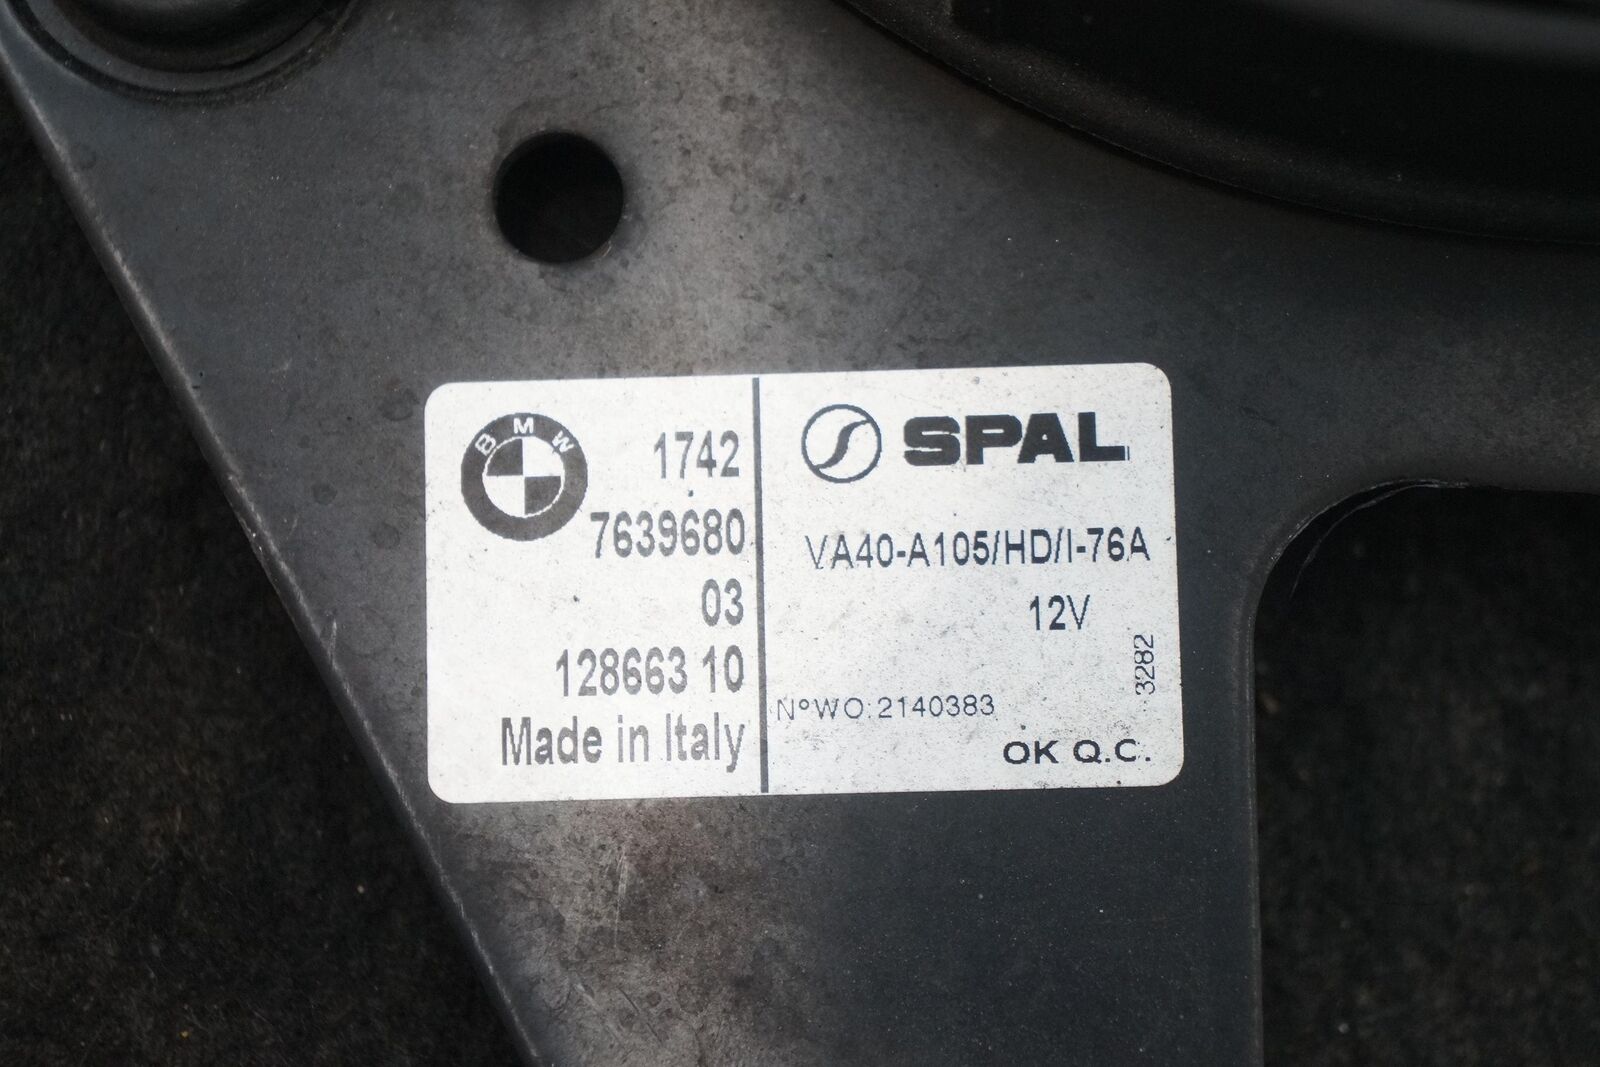 BMW
1742
7639680
03
128663 10
Made in Italy
SPAL
VA40-A105/HD/I-76A
12V
3282
N°WO:2140383
OK Q.C.